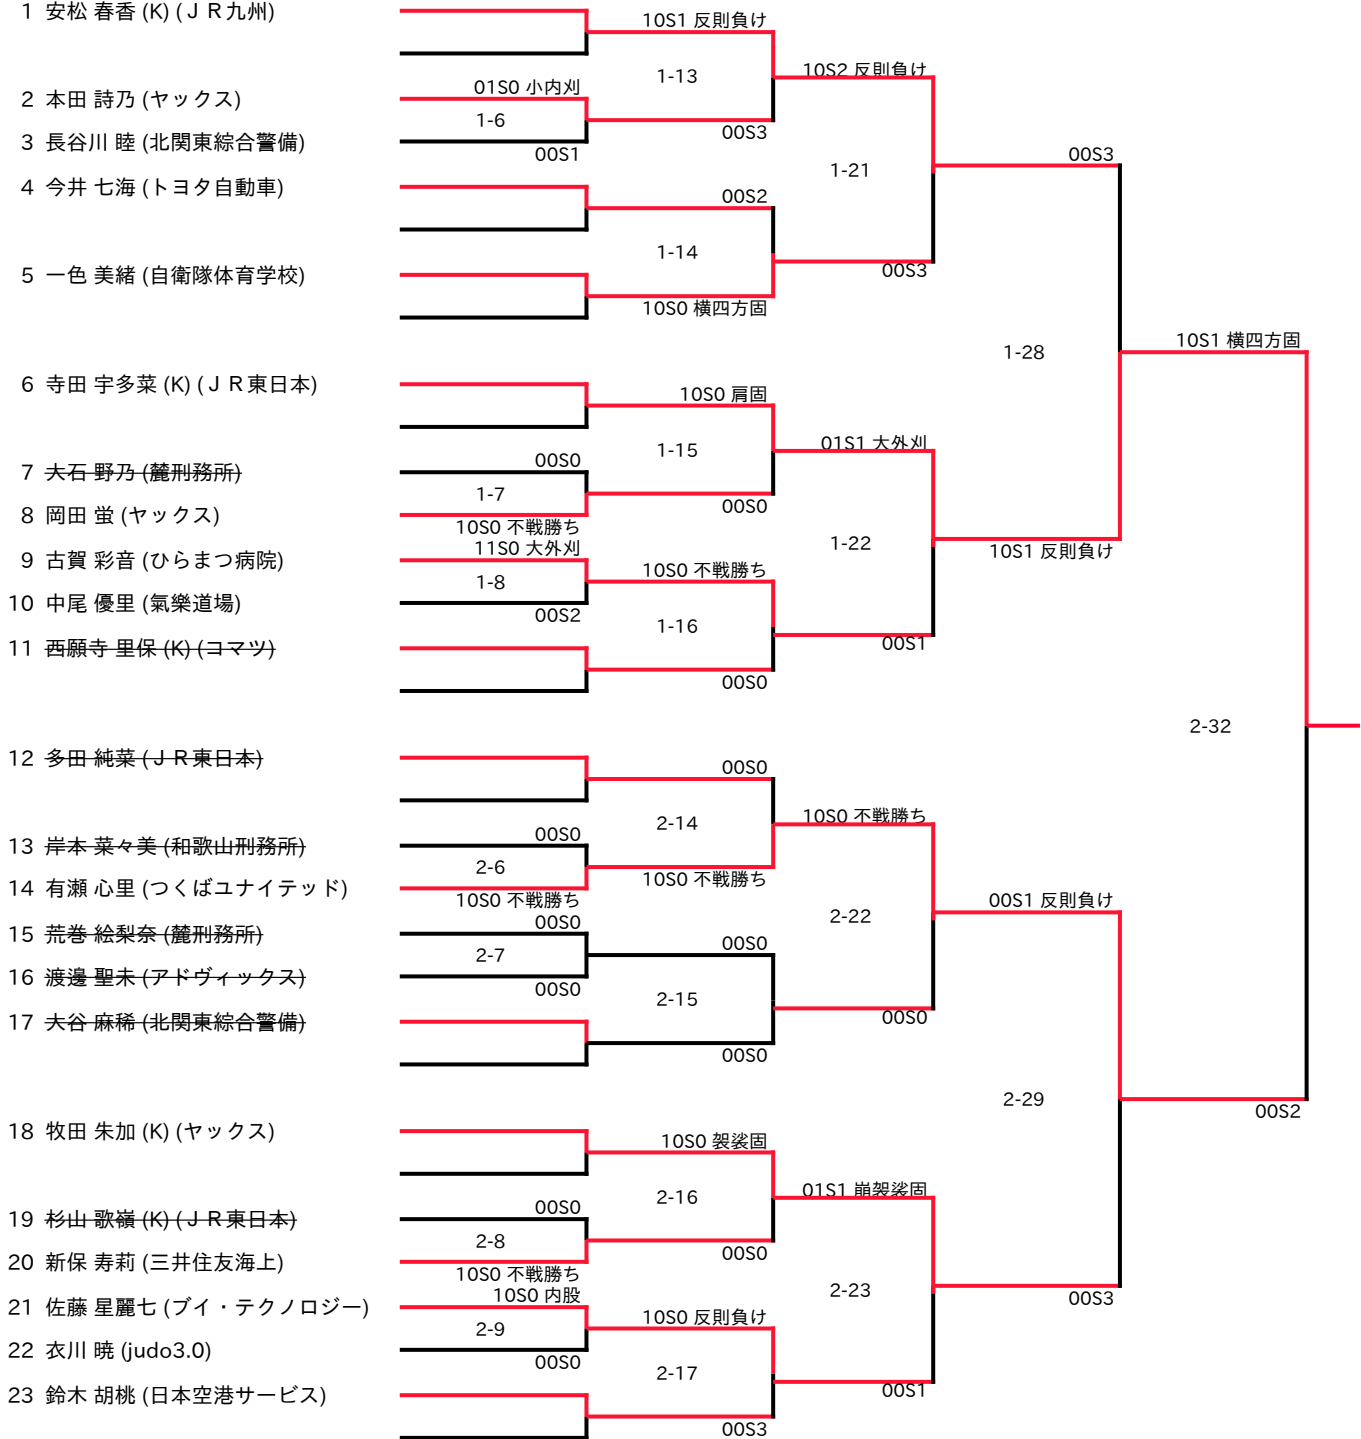 1 安松 春香 (K) (ＪＲ九州)
10S1 反則負け
1-13
10S2 反則負け
2 本田 詩乃 (ヤックス)
01S0 小内刈
1-6
3 長谷川 睦 (北関東綜合警備)
00S1
00S3
00S3
1-21
4 今井 七海 (トヨタ自動車)
00S2
1-14
00S3
5 一色 美緒 (自衛隊体育学校)
10S0 横四方固
1-28
10S1 横四方固
6 寺田 宇多菜 (K) (ＪＲ東日本)
10S0 肩固
1-15
01S1 大外刈
7 大石 野乃 (麓刑務所)
00S0
1-7
8 岡田 蛍 (ヤックス)
10S0 不戦勝ち
00S0
1-22
10S1 反則負け
9 古賀 彩音 (ひらまつ病院)
11S0 大外刈
1-8
10S0 不戦勝ち
10 中尾 優里 (氣樂道場)
00S2
1-16
00S1
11 西願寺 里保 (K) (コマツ)
00S0
2-32
12 多田 純菜 (ＪＲ東日本)
00S0
2-14
10S0 不戦勝ち
13 岸本 菜々美 (和歌山刑務所)
00S0
2-6
14 有瀬 心里 (つくばユナイテッド)
10S0 不戦勝ち
10S0 不戦勝ち
2-22
00S1 反則負け
15 荒巻 絵梨奈 (麓刑務所)
00S0
2-7
00S0
16 渡邊 聖未 (アドヴィックス)
00S0
2-15
17 大谷 麻稀 (北関東綜合警備)
00S0
00S0
2-29
00S2
18 牧田 朱加 (K) (ヤックス)
10S0 袈裟固
2-16
01S1 崩袈裟固
19 杉山 歌嶺 (K) (ＪＲ東日本)
00S0
2-8
20 新保 寿莉 (三井住友海上)
10S0 不戦勝ち
00S0
2-23
00S3
21 佐藤 星麗七 (ブイ・テクノロジー)
10S0 内股
2-9
10S0 反則負け
22 衣川 暁 (judo3.0)
00S0
2-17
00S1
23 鈴木 胡桃 (日本空港サービス)
00S3